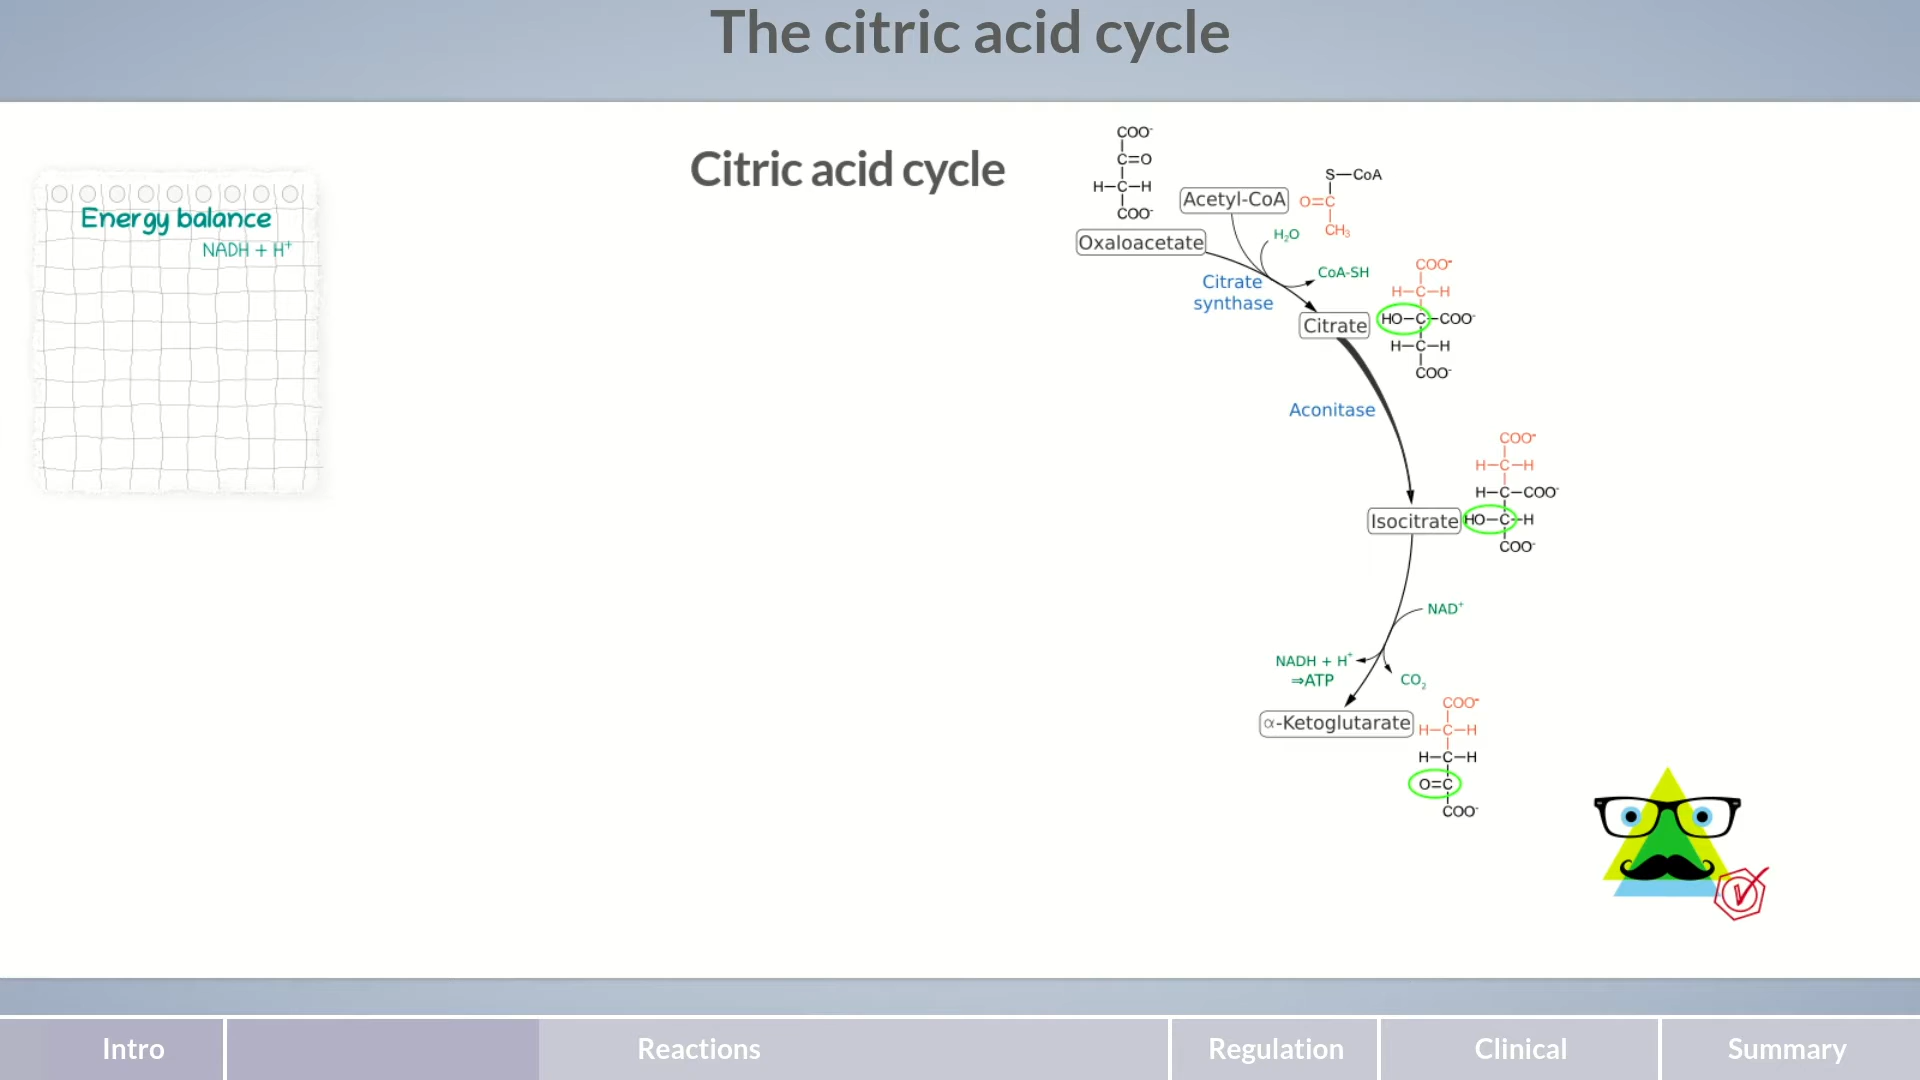 The citric acid cycle
Citric acid cycle
Energy balance
NADH + H⁺
COO⁻
C=O
H–C–H
COO⁻
Oxaloacetate
Acetyl-CoA
S–CoA
O=C
CH₃
H₂O
CoA-SH
Citrate
synthase
Citrate
COO⁻
H–C–H
HO–C–COO⁻
H–C–H
COO⁻
Aconitase
Isocitrate
COO⁻
H–C–H
H–C–COO⁻
HO–C–H
COO⁻
NAD⁺
NADH + H⁺
⇒ATP
CO₂
α-Ketoglutarate
COO⁻
H–C–H
H–C–H
O=C
COO⁻
Intro
Reactions
Regulation
Clinical
Summary